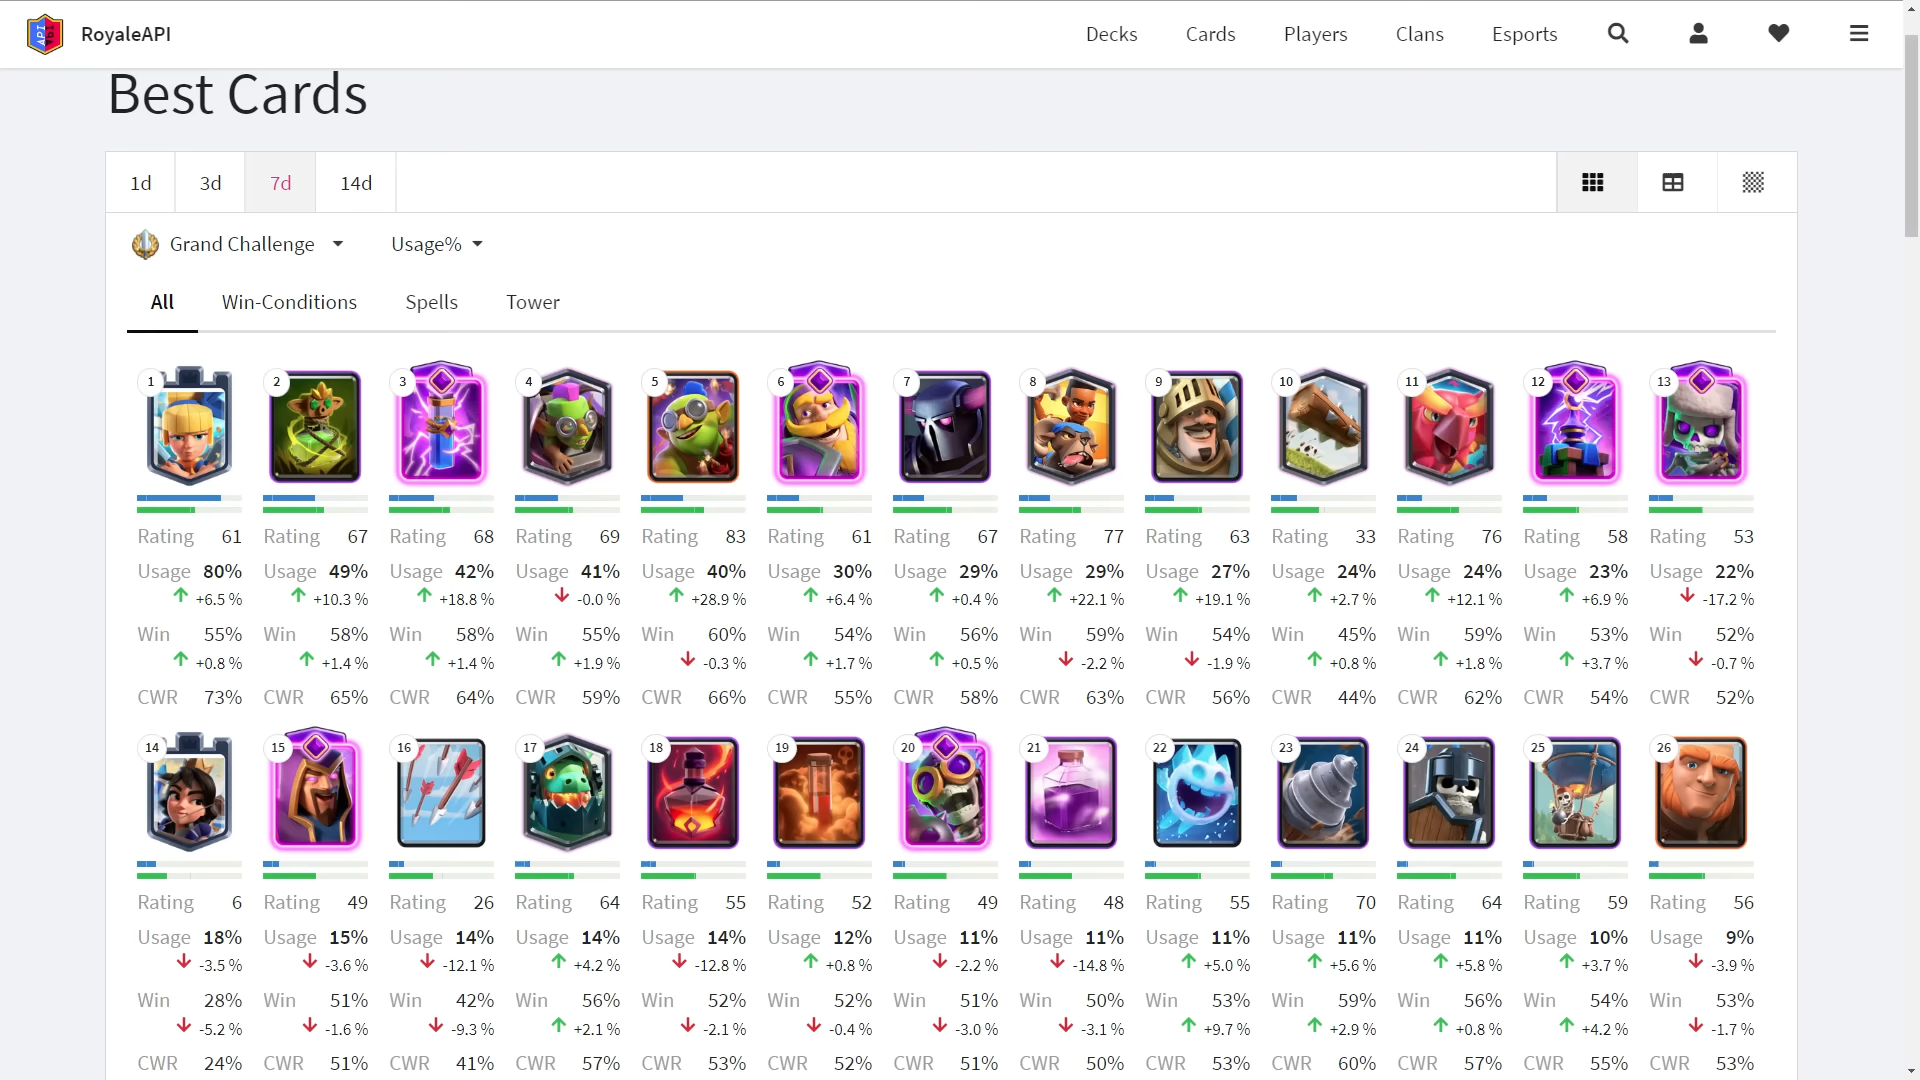 RoyaleAPI
Decks Cards Players Clans Esports
Best Cards
1d 3d 7d 14d
Grand Challenge Usage%
All Win-Conditions Spells Tower
1 2 3 4 5 6 7 8 9 10 11 12 13
Rating 61 Rating 67 Rating 68 Rating 69 Rating 83 Rating 61 Rating 67 Rating 77 Rating 63 Rating 33 Rating 76 Rating 58 Rating 53
Usage 80% Usage 49% Usage 42% Usage 41% Usage 40% Usage 30% Usage 29% Usage 29% Usage 27% Usage 24% Usage 24% Usage 23% Usage 22%
+6.5 % +10.3 % +18.8 % -0.0 % +28.9 % +6.4 % +0.4 % +22.1 % +19.1 % +2.7 % +12.1 % +6.9 % -17.2 %
Win 55% Win 58% Win 58% Win 55% Win 60% Win 54% Win 56% Win 59% Win 54% Win 45% Win 59% Win 53% Win 52%
+0.8 % +1.4 % +1.4 % +1.9 % -0.3 % +1.7 % +0.5 % -2.2 % -1.9 % +0.8 % +1.8 % +3.7 % -0.7 %
CWR 73% CWR 65% CWR 64% CWR 59% CWR 66% CWR 55% CWR 58% CWR 63% CWR 56% CWR 44% CWR 62% CWR 54% CWR 52%
14 15 16 17 18 19 20 21 22 23 24 25 26
Rating 6 Rating 49 Rating 26 Rating 64 Rating 55 Rating 52 Rating 49 Rating 48 Rating 55 Rating 70 Rating 64 Rating 59 Rating 56
Usage 18% Usage 15% Usage 14% Usage 14% Usage 14% Usage 12% Usage 11% Usage 11% Usage 11% Usage 11% Usage 11% Usage 10% Usage 9%
-3.5 % -3.6 % -12.1 % +4.2 % -12.8 % +0.8 % -2.2 % -14.8 % +5.0 % +5.6 % +5.8 % +3.7 % -3.9 %
Win 28% Win 51% Win 42% Win 56% Win 52% Win 52% Win 51% Win 50% Win 53% Win 59% Win 56% Win 54% Win 53%
-5.2 % -1.6 % -9.3 % +2.1 % -2.1 % -0.4 % -3.0 % -3.1 % +9.7 % +2.9 % +0.8 % +4.2 % -1.7 %
CWR 24% CWR 51% CWR 41% CWR 57% CWR 53% CWR 52% CWR 51% CWR 50% CWR 53% CWR 60% CWR 57% CWR 55% CWR 53%